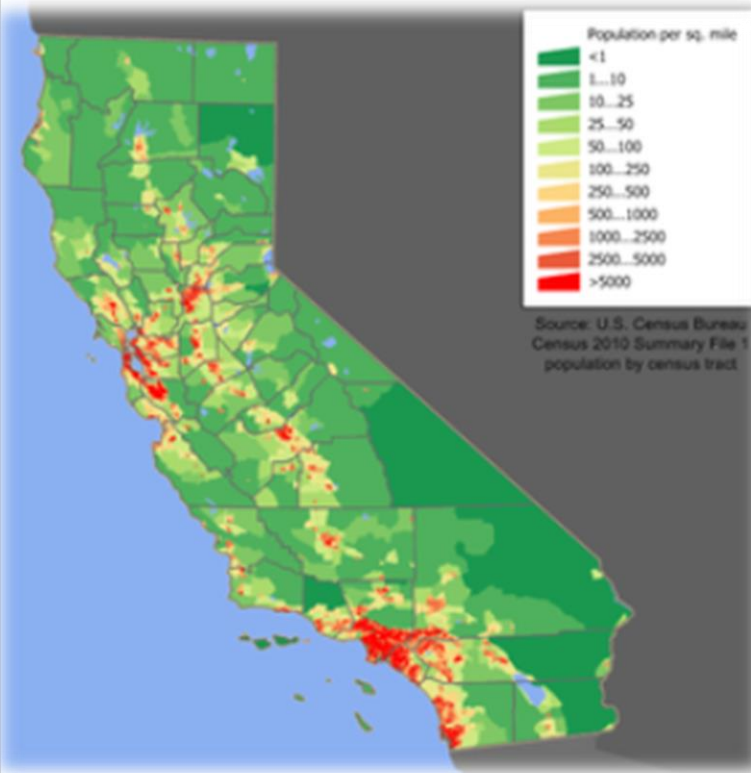 Population per sq. mile
<1
1...10
10...25
25...50
50...100
100...250
250...500
500...1000
1000...2500
2500...5000
>5000
Source: U.S. Census Bureau
Census 2010 Summary File 1
population by census tract